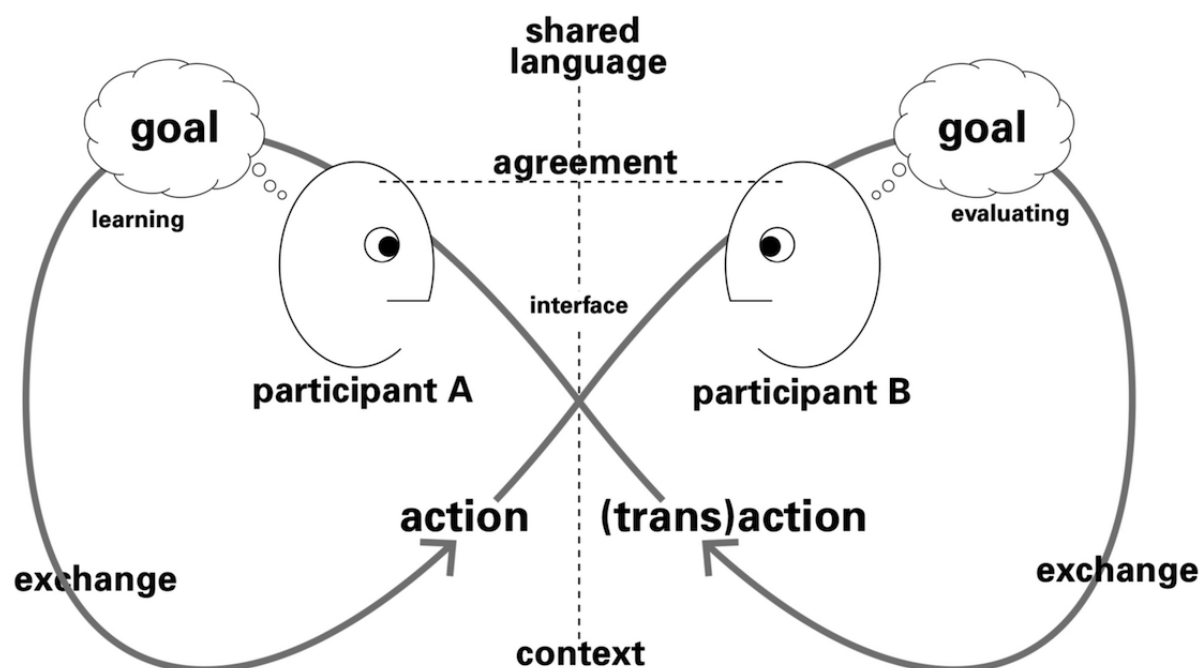 shared
language
goal
goal
agreement
learning
evaluating
interface
participant A
participant B
action
(trans)action
exchange
exchange
context